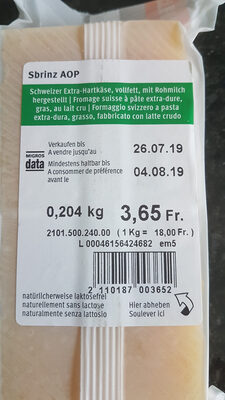 Sbrinz AOP
Schweizer Extra-Hartkäse, vollfett, mit Rohmilch
hergestellt | Fromage suisse à pâte extra-dure,
gras, au lait cru | Formaggio svizzero a pasta
extra-dura, grasso, fabbricato con latte crudo
Verkaufen bis
A vendre jusqu'au
26.07.19
MIGROS
data
Mindestens haltbar bis
A consommer de préférence
avant le
04.08.19
0,204 kg 3,65 Fr.
2101.500.240.00 (1 Kg = 18,00 Fr.)
L 00046156424682 em5
2 110187 003652
natürlicherweise laktosefrei
naturellement sans lactose
naturalmente senza lattosio
Hier abheben
Soulever ici